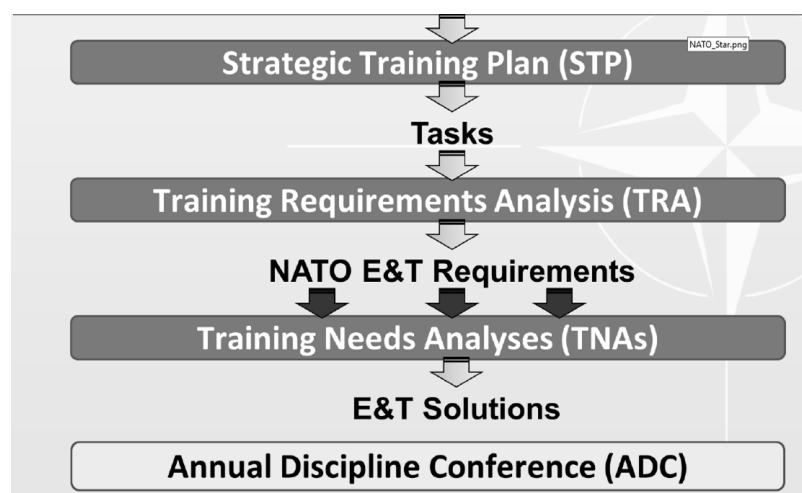 NATO_Star.png
Strategic Training Plan (STP)
Tasks
Training Requirements Analysis (TRA)
NATO E&T Requirements
Training Needs Analyses (TNAs)
E&T Solutions
Annual Discipline Conference (ADC)